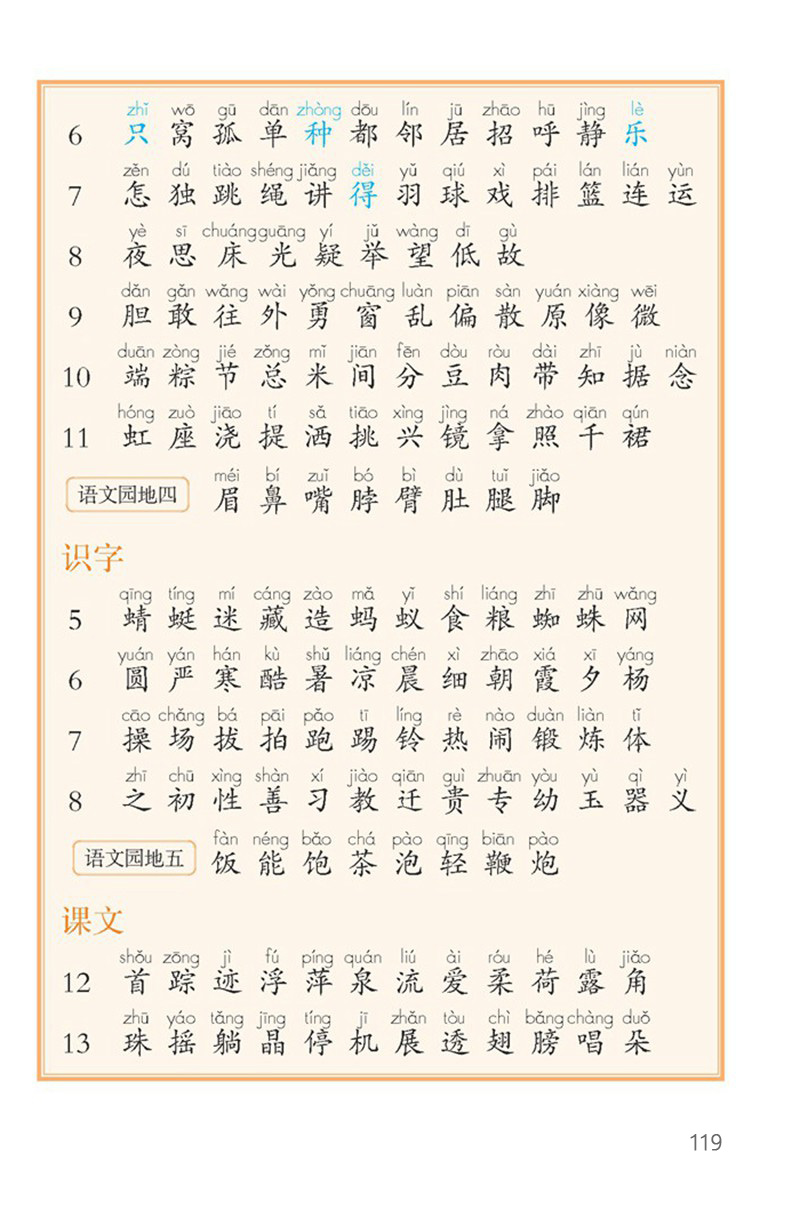 zhǐ wō gū dān zhòng dōu lín jū zhāo hū jìng lè
6 只 窝 孤 单 种 都 邻 居 招 呼 静 乐
zěn dú tiào shéng jiǎng děi yǔ qiú xì pái lán lián yùn
7 怎 独 跳 绳 讲 得 羽 球 戏 排 篮 连 运
yè sī chuáng guāng yí jǔ wàng dī gù
8 夜 思 床 光 疑 举 望 低 故
dǎn gǎn wǎng wài yǒng chuāng luàn piān sàn yuán xiàng wēi
9 胆 敢 往 外 勇 窗 乱 偏 散 原 像 微
duān zòng jié zǒng mǐ jiān fēn dòu ròu dài zhī jù niàn
10 端 粽 节 总 米 间 分 豆 肉 带 知 据 念
hóng zuò jiāo tí sǎ tiāo xìng jìng ná zhào qiān qún
11 虹 座 浇 提 洒 挑 兴 镜 拿 照 千 裙
méi bí zuǐ bó bì dù tuǐ jiǎo
语文园地四 眉 鼻 嘴 脖 臂 肚 腿 脚
识字
qīng tíng mí cáng zào mǎ yǐ shí liáng zhī zhū wǎng
5 蜻 蜓 迷 藏 造 蚂 蚁 食 粮 蜘 蛛 网
yuán yán hán kù shǔ liáng chén xì zhāo xiá xī yáng
6 圆 严 寒 酷 暑 凉 晨 细 朝 霞 夕 杨
cāo chǎng bá pāi pǎo tī líng rè nào duàn liàn tǐ
7 操 场 拔 拍 跑 踢 铃 热 闹 锻 炼 体
zhī chū xìng shàn xí jiào qiān guì zhuān yòu yù qì yì
8 之 初 性 善 习 教 迁 贵 专 幼 玉 器 义
fàn néng bǎo chá pào qīng biān pào
语文园地五 饭 能 饱 茶 泡 轻 鞭 炮
课文
shǒu zōng jì fú píng quán liú ài róu hé lù jiǎo
12 首 踪 迹 浮 萍 泉 流 爱 柔 荷 露 角
zhū yáo tǎng jīng tíng jī zhǎn tòu chì bǎng chàng duǒ
13 珠 摇 躺 晶 停 机 展 透 翅 膀 唱 朵
119